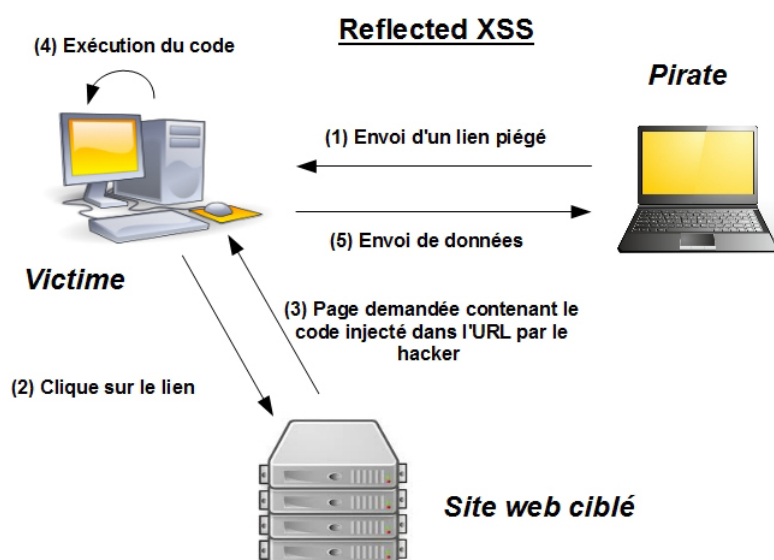 Reflected XSS
(4) Exécution du code
Pirate
(1) Envoi d'un lien piégé
(5) Envoi de données
Victime
(3) Page demandée contenant le
code injecté dans l'URL par le
hacker
(2) Clique sur le lien
Site web ciblé